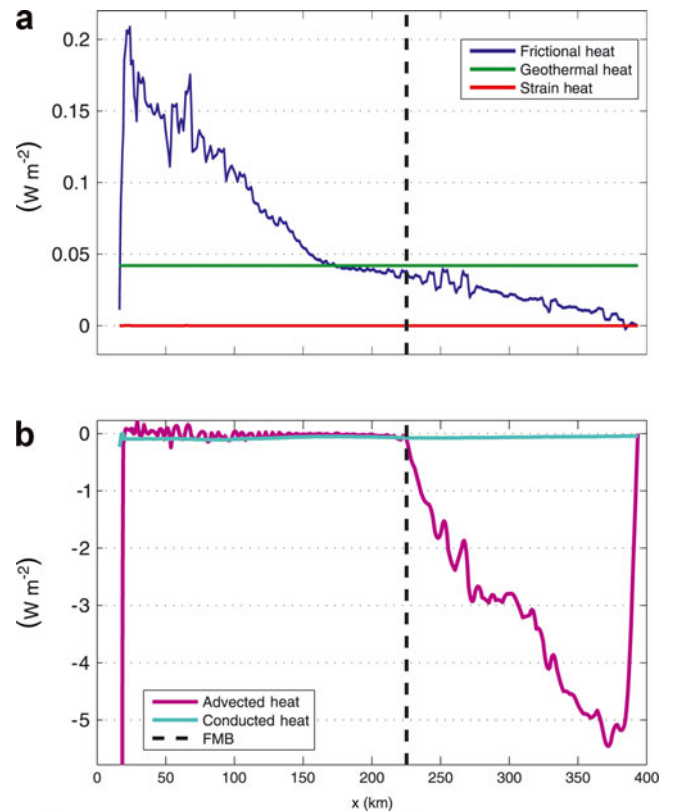 a
0.2
0.15
0.1
0.05
0
(W m-2)
Frictional heat
Geothermal heat
Strain heat
b
0
-1
-2
-3
-4
-5
(W m-2)
Advected heat
Conducted heat
FMB
0 50 100 150 200 250 300 350 400
x (km)